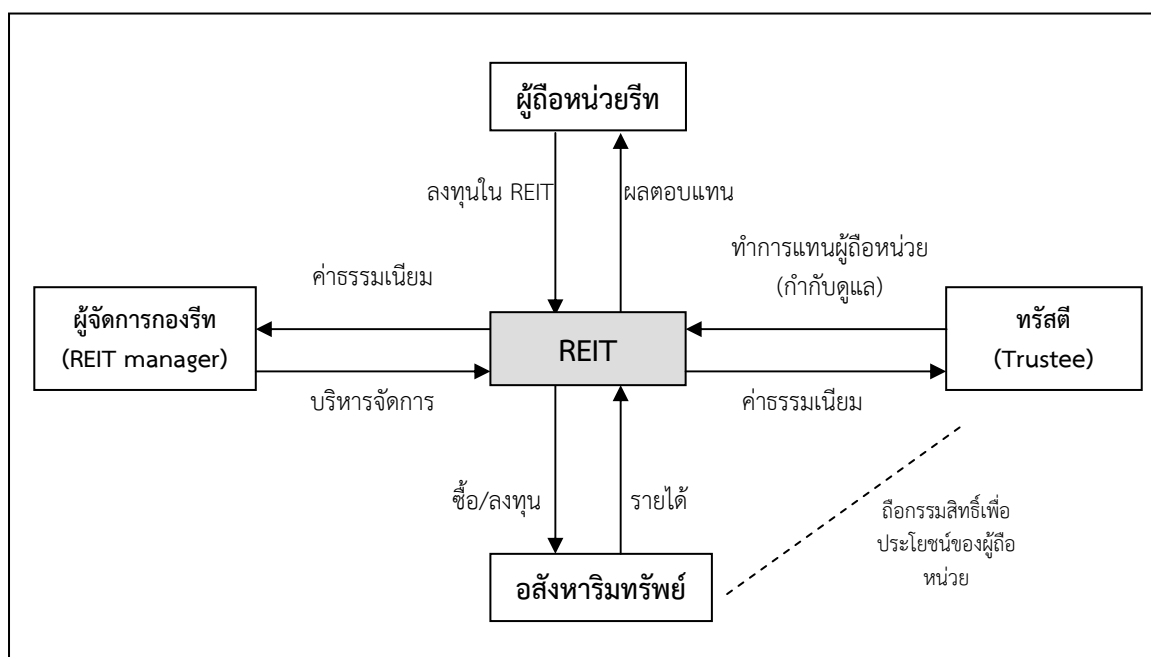 ผู้ถือหน่วยรีท
ลงทุนใน REIT
ผลตอบแทน
ค่าธรรมเนียม
ทำการแทนผู้ถือหน่วย
(กำกับดูแล)
ผู้จัดการกองรีท
(REIT manager)
REIT
ทรัสตี
(Trustee)
บริหารจัดการ
ค่าธรรมเนียม
ซื้อ/ลงทุน
รายได้
ถือกรรมสิทธิ์เพื่อ
ประโยชน์ของผู้ถือ
หน่วย
อสังหาริมทรัพย์